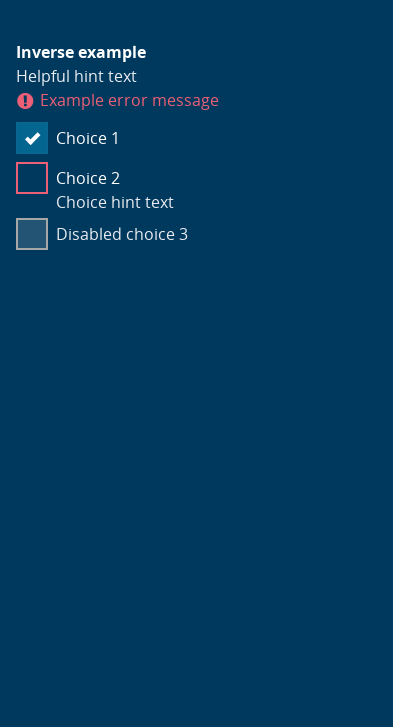 Inverse example
Helpful hint text
Example error message
Choice 1
Choice 2
Choice hint text
Disabled choice 3